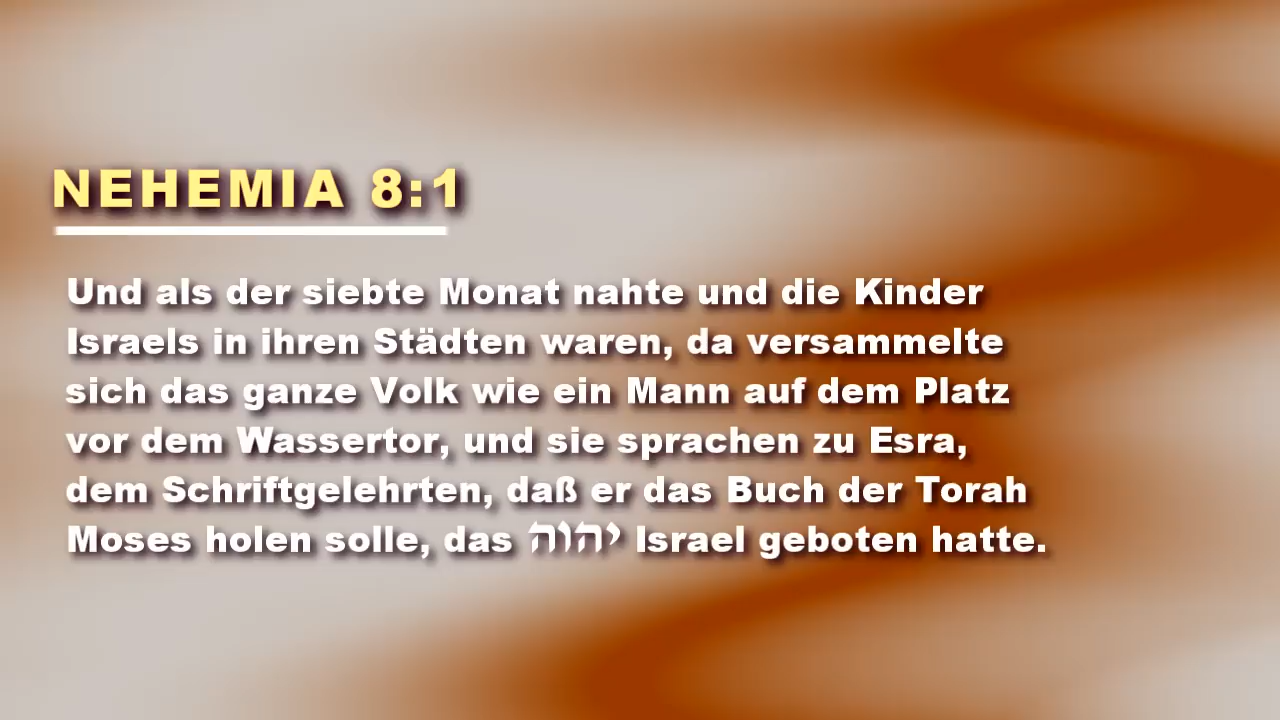 NEHEMIA 8:1
Und als der siebte Monat nahte und die Kinder
Israels in ihren Städten waren, da versammelte
sich das ganze Volk wie ein Mann auf dem Platz
vor dem Wassertor, und sie sprachen zu Esra,
dem Schriftgelehrten, daß er das Buch der Torah
Moses holen solle, das יהוה Israel geboten hatte.